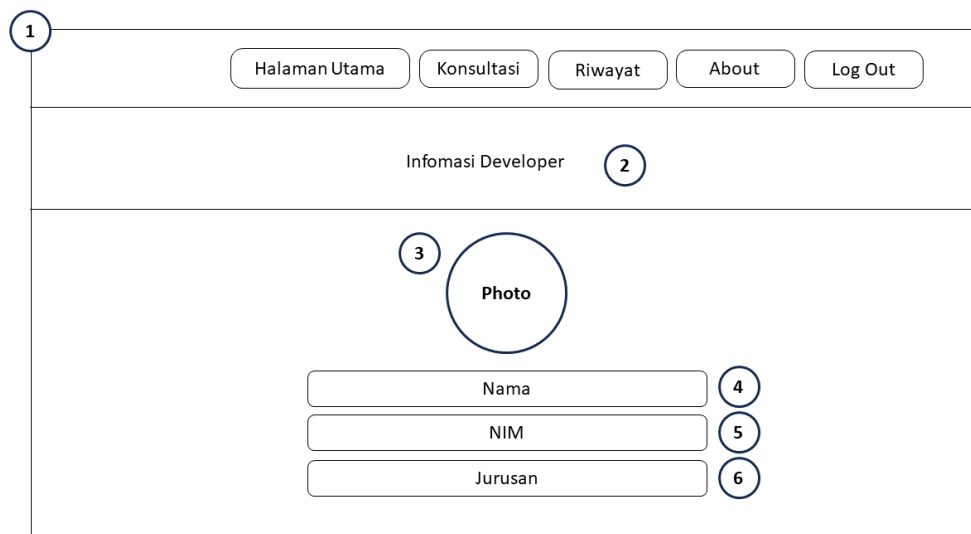 1
Halaman Utama Konsultasi Riwayat About Log Out
Infomasi Developer 2
3
Photo
Nama 4
NIM 5
Jurusan 6